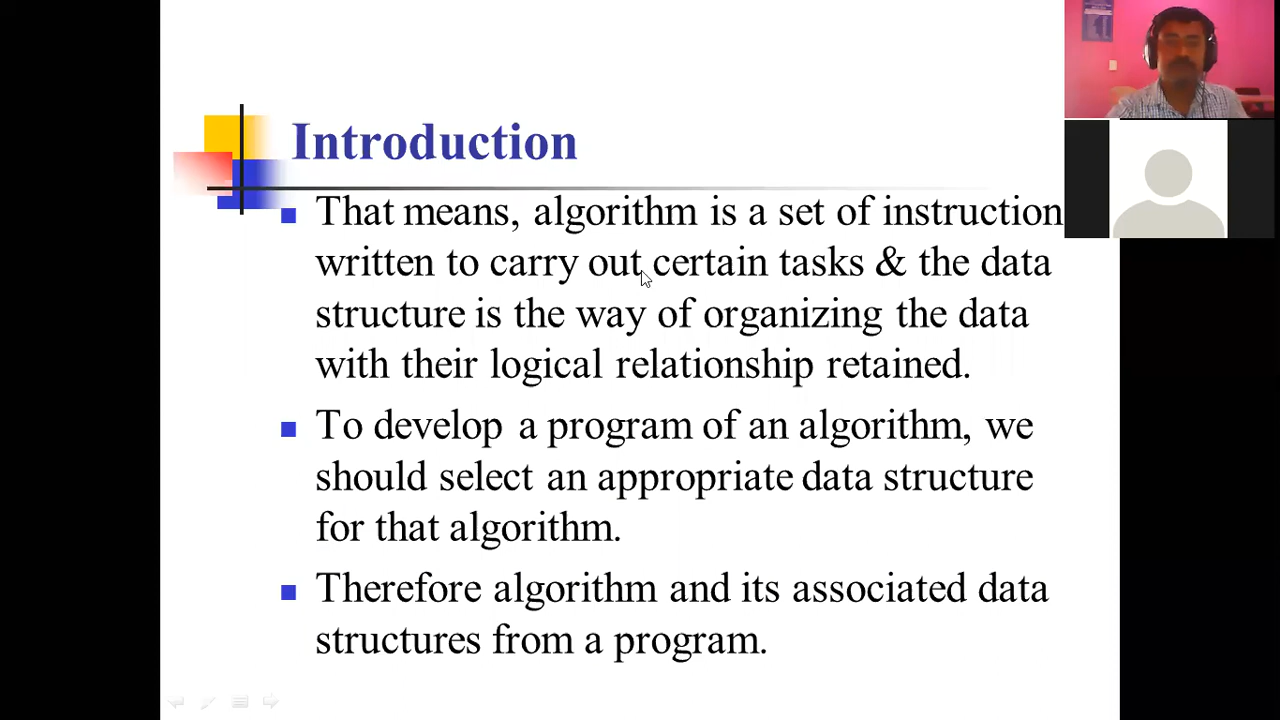 Introduction
That means, algorithm is a set of instruction
written to carry out certain tasks & the data
structure is the way of organizing the data
with their logical relationship retained.
To develop a program of an algorithm, we
should select an appropriate data structure
for that algorithm.
Therefore algorithm and its associated data
structures from a program.